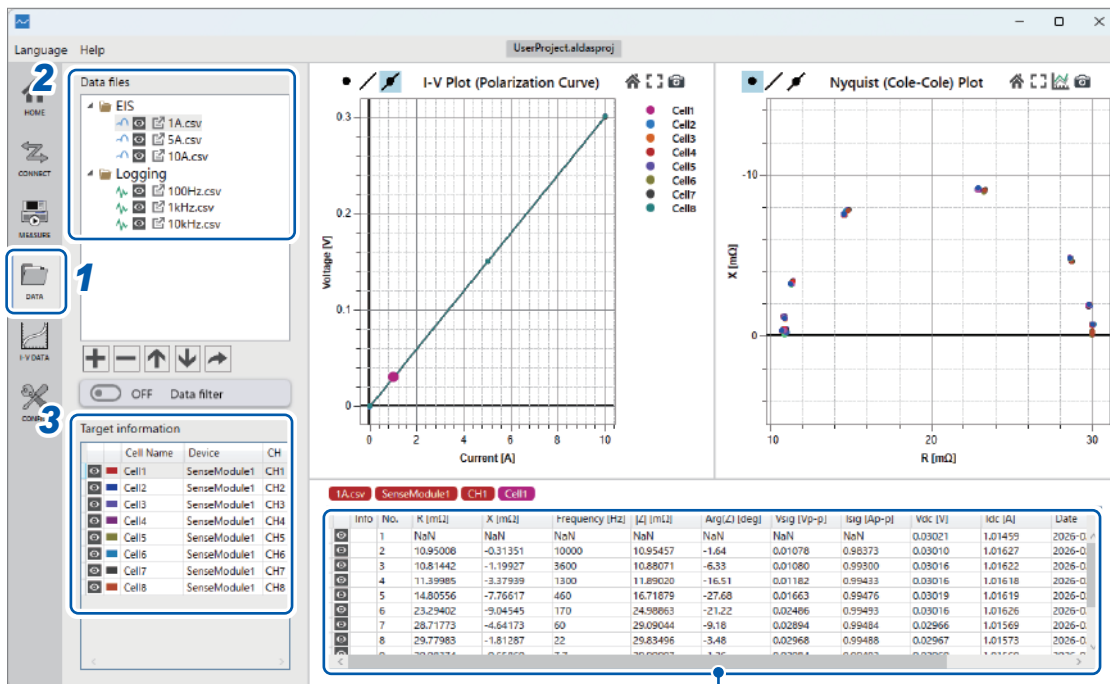 Language Help
UserProject.aldasproj
2
HOME
CONNECT
MEASURE
DATA
1
I-V DATA
3
Data files
EIS
1A.csv
5A.csv
10A.csv
Logging
100Hz.csv
1kHz.csv
10kHz.csv
OFF Data filter
Target information
Cell Name Device CH
Cell1 SenseModule1 CH1
Cell2 SenseModule1 CH2
Cell3 SenseModule1 CH3
Cell4 SenseModule1 CH4
Cell5 SenseModule1 CH5
Cell6 SenseModule1 CH6
Cell7 SenseModule1 CH7
Cell8 SenseModule1 CH8
I-V Plot (Polarization Curve)
Cell1
Cell2
Cell3
Cell4
Cell5
Cell6
Cell7
Cell8
Voltage [V]
0.3
0.2
0.1
0
0 2 4 6 8 10
Current [A]
Nyquist (Cole-Cole) Plot
X [mΩ]
-10
0
10 20 30
R [mΩ]
1A.csv SenseModule1 CH1 Cell1
Info No. R [mΩ] X [mΩ] Frequency [Hz] |Z| [mΩ] Arg(Z) [deg] Vsig [Vp-p] Isig [Ap-p] Vdc [V] Idc [A] Date
1 NaN NaN NaN NaN NaN NaN NaN 0.03021 1.01459 2026-0
2 10.95008 -0.31351 10000 10.95457 -1.64 0.01078 0.98373 0.03010 1.01627 2026-0
3 10.81442 -1.19927 3600 10.88071 -6.33 0.01080 0.99300 0.03016 1.01622 2026-0
4 11.39985 -3.37939 1300 11.89020 -16.51 0.01182 0.99433 0.03016 1.01618 2026-0
5 14.80556 -7.76617 460 16.71879 -27.68 0.01663 0.99476 0.03019 1.01619 2026-0
6 23.29402 -9.04545 170 24.98863 -21.22 0.02486 0.99493 0.03016 1.01626 2026-0
7 28.71773 -4.64173 60 29.09044 -9.18 0.02894 0.99484 0.02966 1.01569 2026-0
8 29.77983 -1.81287 22 29.83496 -3.48 0.02968 0.99488 0.02967 1.01573 2026-0